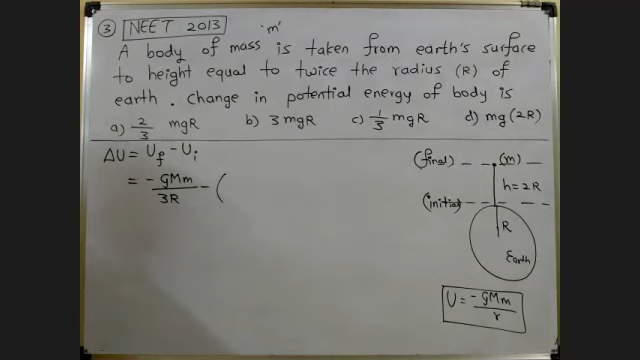 ③ NEET 2013
'm'
A body of mass is taken from earth's surface
to height equal to twice the radius (R) of
earth. Change in potential energy of body is
a) 2/3 mgR b) 3mgR c) 1/3 mgR d) mg(2R)
ΔU = U_f - U_i
= -GMm/3R - (
(final) (m)
h=2R
(initial)
R
Earth
U = -GMm/r